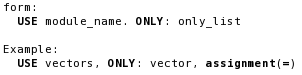 form:
USE module_name. ONLY: only_list
Example:
USE vectors, ONLY: vector, assignment(=)